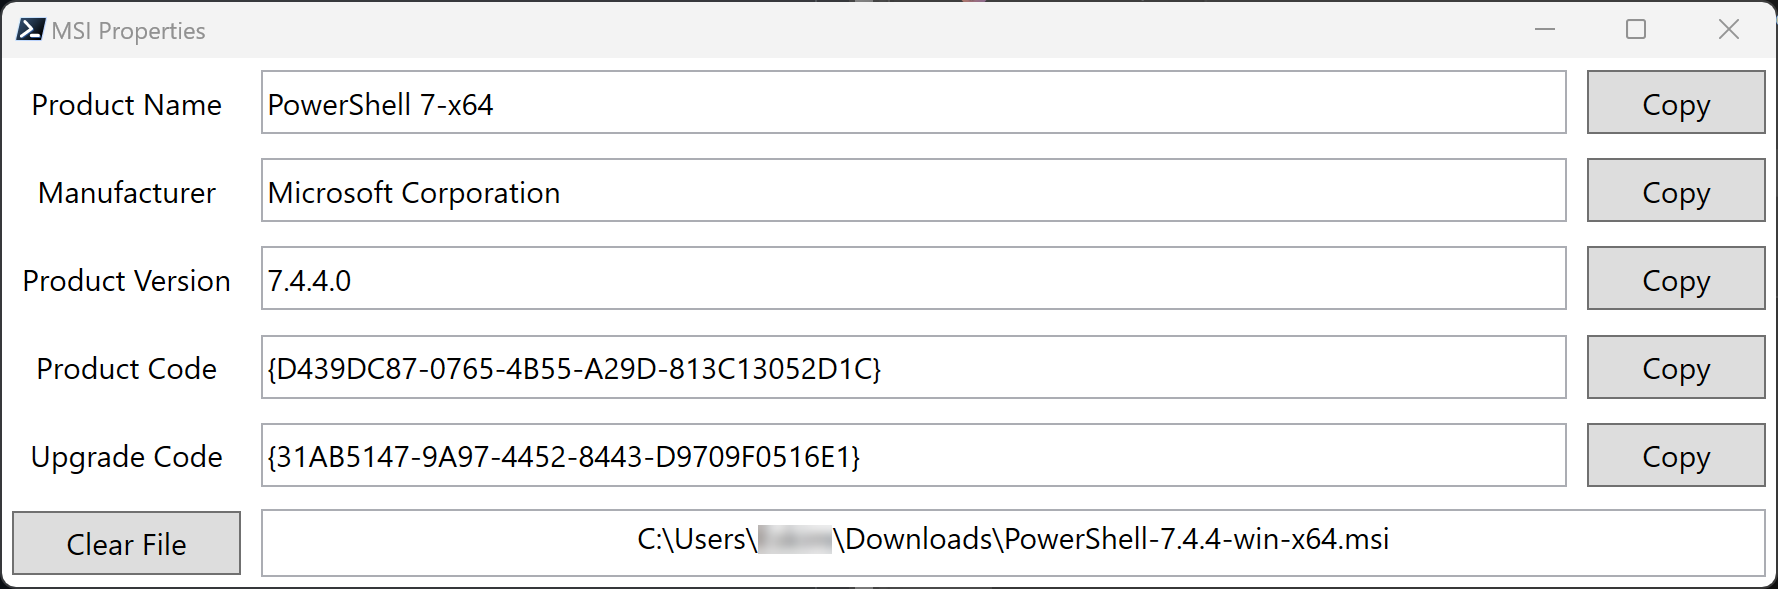 MSI Properties
Product Name PowerShell 7-x64 Copy
Manufacturer Microsoft Corporation Copy
Product Version 7.4.4.0 Copy
Product Code {D439DC87-0765-4B55-A29D-813C13052D1C} Copy
Upgrade Code {31AB5147-9A97-4452-8443-D9709F0516E1} Copy
Clear File C:\Users\ \Downloads\PowerShell-7.4.4-win-x64.msi